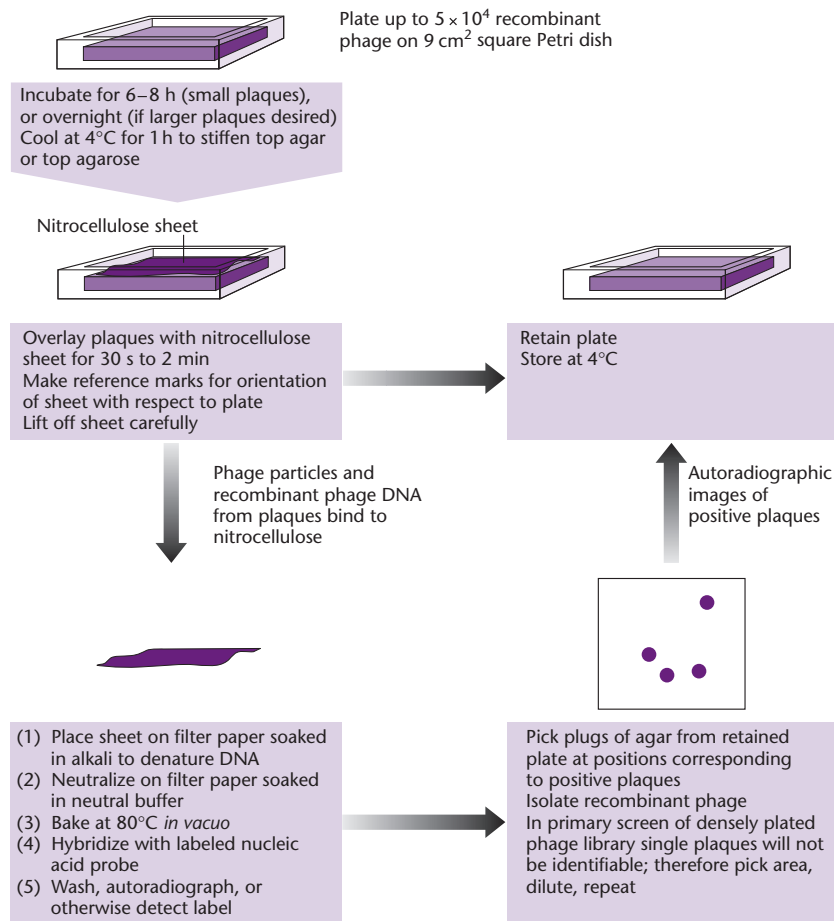 Plate up to 5 × 10⁴ recombinant
phage on 9 cm² square Petri dish
Incubate for 6–8 h (small plaques),
or overnight (if larger plaques desired)
Cool at 4°C for 1 h to stiffen top agar
or top agarose
Nitrocellulose sheet
Overlay plaques with nitrocellulose
sheet for 30 s to 2 min
Make reference marks for orientation
of sheet with respect to plate
Lift off sheet carefully
Retain plate
Store at 4°C
Phage particles and
recombinant phage DNA
from plaques bind to
nitrocellulose
Autoradiographic
images of
positive plaques
(1) Place sheet on filter paper soaked
in alkali to denature DNA
(2) Neutralize on filter paper soaked
in neutral buffer
(3) Bake at 80°C in vacuo
(4) Hybridize with labeled nucleic
acid probe
(5) Wash, autoradiograph, or
otherwise detect label
Pick plugs of agar from retained
plate at positions corresponding
to positive plaques
Isolate recombinant phage
In primary screen of densely plated
phage library single plaques will not
be identifiable; therefore pick area,
dilute, repeat